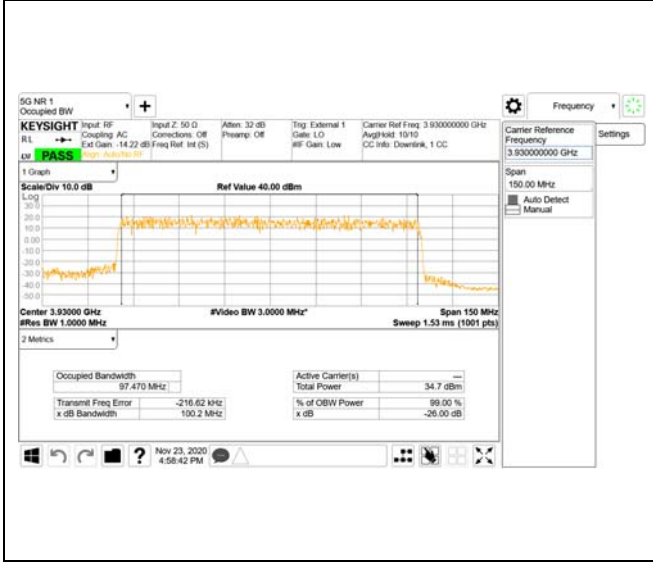 5G NR 1
Occupied BW
+
Frequency
KEYSIGHT
Input: RF
Input Z: 50 Ω
Atten: 32 dB
Trig: External 1
Carrier Ref Freq: 3.930000000 GHz
RL
Coupling: AC
Corrections: Off
Preamp: Off
Gate: LO
Avg|Hold: 10/10
Ext Gain: -14.22 dB
Freq Ref: Int (S)
#IF Gain: Low
CC Info: Downlink, 1 CC
PASS
Align: Auto/No RF
Carrier Reference
Frequency
3.930000000 GHz
Settings
Span
150.00 MHz
Auto Detect
Manual
1 Graph
Scale/Div 10.0 dB
Ref Value 40.00 dBm
Log
30.0
20.0
10.0
0.00
-10.0
-20.0
-30.0
-40.0
-50.0
Center 3.93000 GHz
#Video BW 3.0000 MHz*
Span 150 MHz
#Res BW 1.0000 MHz
Sweep 1.53 ms (1001 pts)
2 Metrics
Occupied Bandwidth
97.470 MHz
Active Carrier(s)
---
Total Power
34.7 dBm
Transmit Freq Error
-216.62 kHz
% of OBW Power
99.00 %
x dB Bandwidth
100.2 MHz
x dB
-26.00 dB
?
Nov 23, 2020
4:58:42 PM